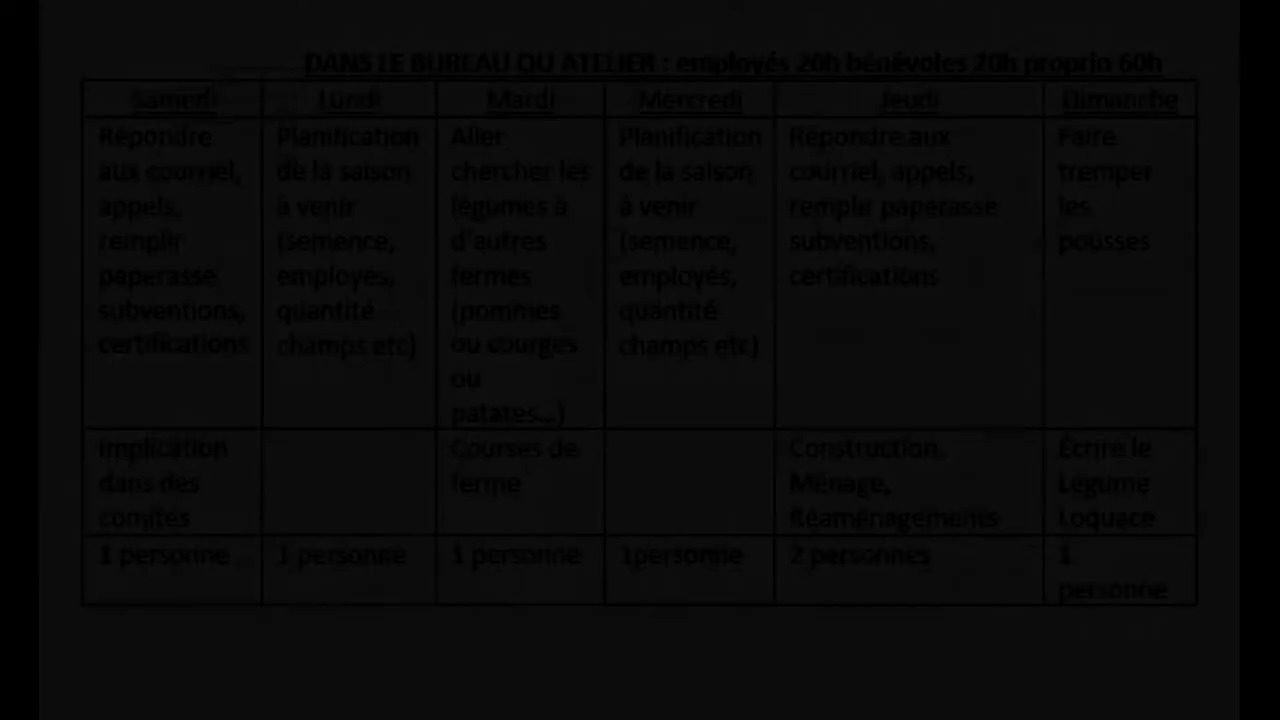 DANS LE BUREAU OU ATELIER : employés 20h bénévoles 20h proprio 60h
Samedi Lundi Mardi Mercredi Jeudi Dimanche
Répondre
aux courriel,
appels,
remplir
paperasse
subventions,
certifications
Planification
de la saison
à venir
(semence,
employés,
quantité
champs etc)
Aller
chercher les
légumes à
d'autres
fermes
(pommes
ou courges
ou
patates...)
Planification
de la saison
à venir
(semence,
employés,
quantité
champs etc)
Répondre aux
courriel, appels,
remplir paperasse
subventions,
certifications
Faire
tremper
les
pousses
Implication
dans des
comités
Courses de
ferme
Construction,
Ménage,
Réaménagements
Écrire le
Légume
Loquace
1 personne
1 personne
1 personne
1personne
2 personnes
1
personne